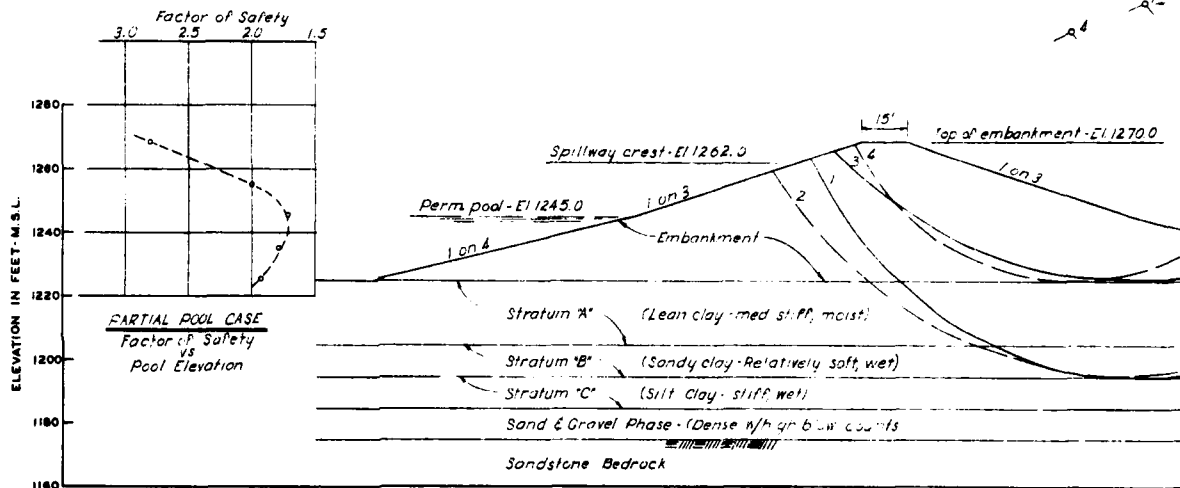 Factor of Safety
3.0 2.5 2.0 1.5
4
15'
Top of embankment-El.1270.0
Spillway crest-El 1262.0
1 on 3
1 on 3
3 4
1
2
Perm. pool-El 1245.0
Embankment
1 on 4
ELEVATION IN FEET-M.S.L.
1280
1260
1240
1220
1200
1180
1160
PARTIAL POOL CASE
Factor of Safety
vs
Pool Elevation
Stratum "A" (Lean clay-med stiff, moist)
Stratum "B" (Sandy clay-Relatively soft, wet)
Stratum "C" (Silt Clay-stiff, wet)
Sand & Gravel Phase-(Dense w/high blow counts
Sandstone Bedrock